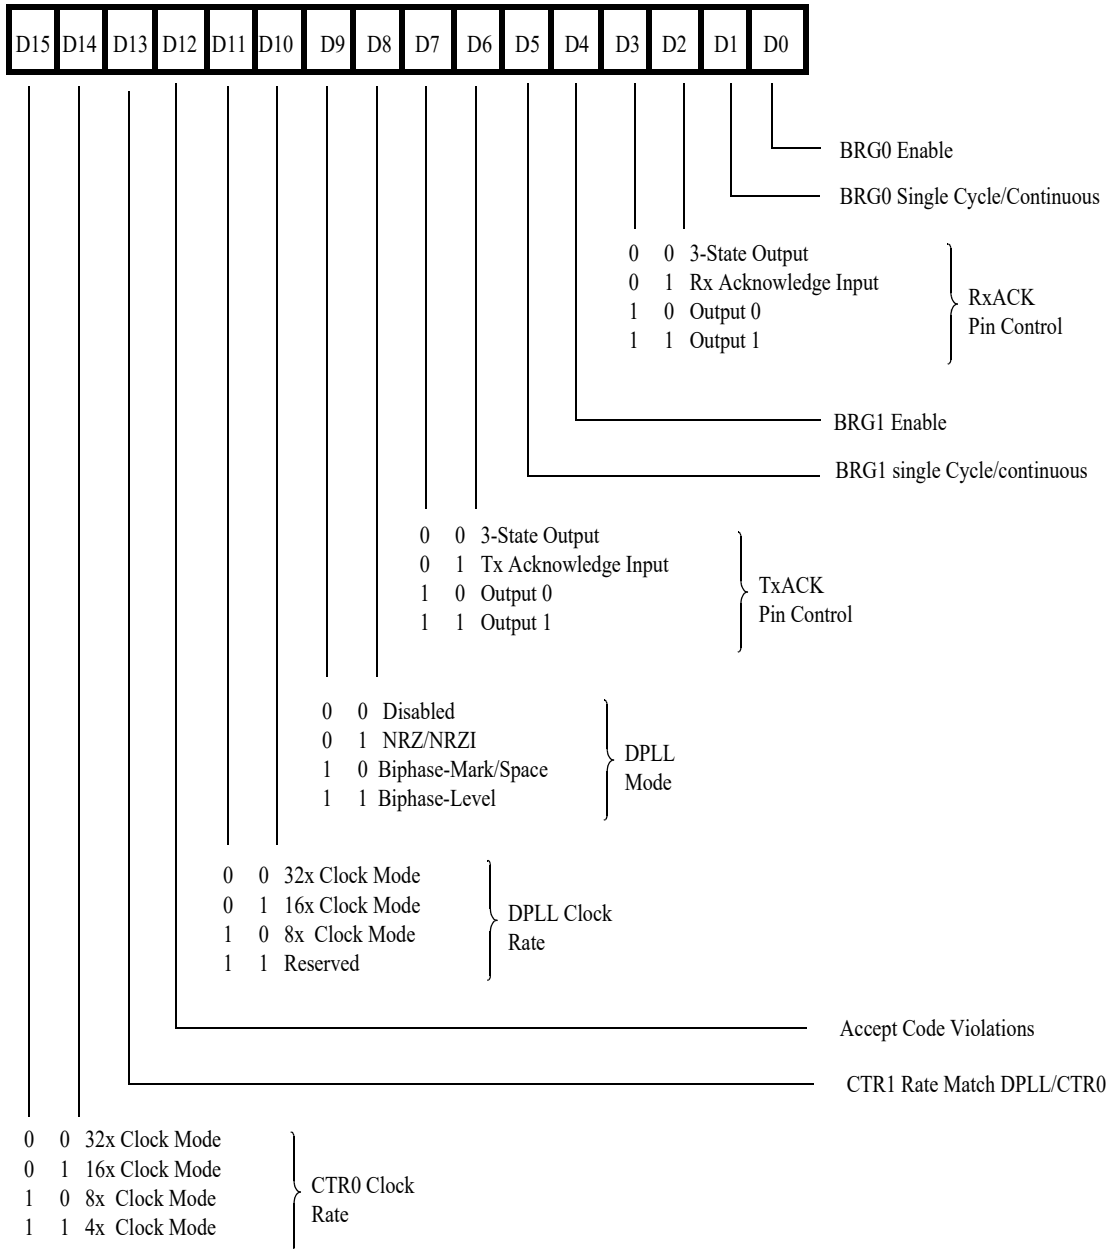 D15 D14 D13 D12 D11 D10 D9 D8 D7 D6 D5 D4 D3 D2 D1 D0
BRG0 Enable
BRG0 Single Cycle/Continuous
0 0 3-State Output
0 1 Rx Acknowledge Input
1 0 Output 0
1 1 Output 1
RxACK
Pin Control
BRG1 Enable
BRG1 single Cycle/continuous
0 0 3-State Output
0 1 Tx Acknowledge Input
1 0 Output 0
1 1 Output 1
TxACK
Pin Control
0 0 Disabled
0 1 NRZ/NRZI
1 0 Biphase-Mark/Space
1 1 Biphase-Level
DPLL
Mode
0 0 32x Clock Mode
0 1 16x Clock Mode
1 0 8x Clock Mode
1 1 Reserved
DPLL Clock
Rate
Accept Code Violations
CTR1 Rate Match DPLL/CTR0
0 0 32x Clock Mode
0 1 16x Clock Mode
1 0 8x Clock Mode
1 1 4x Clock Mode
CTR0 Clock
Rate